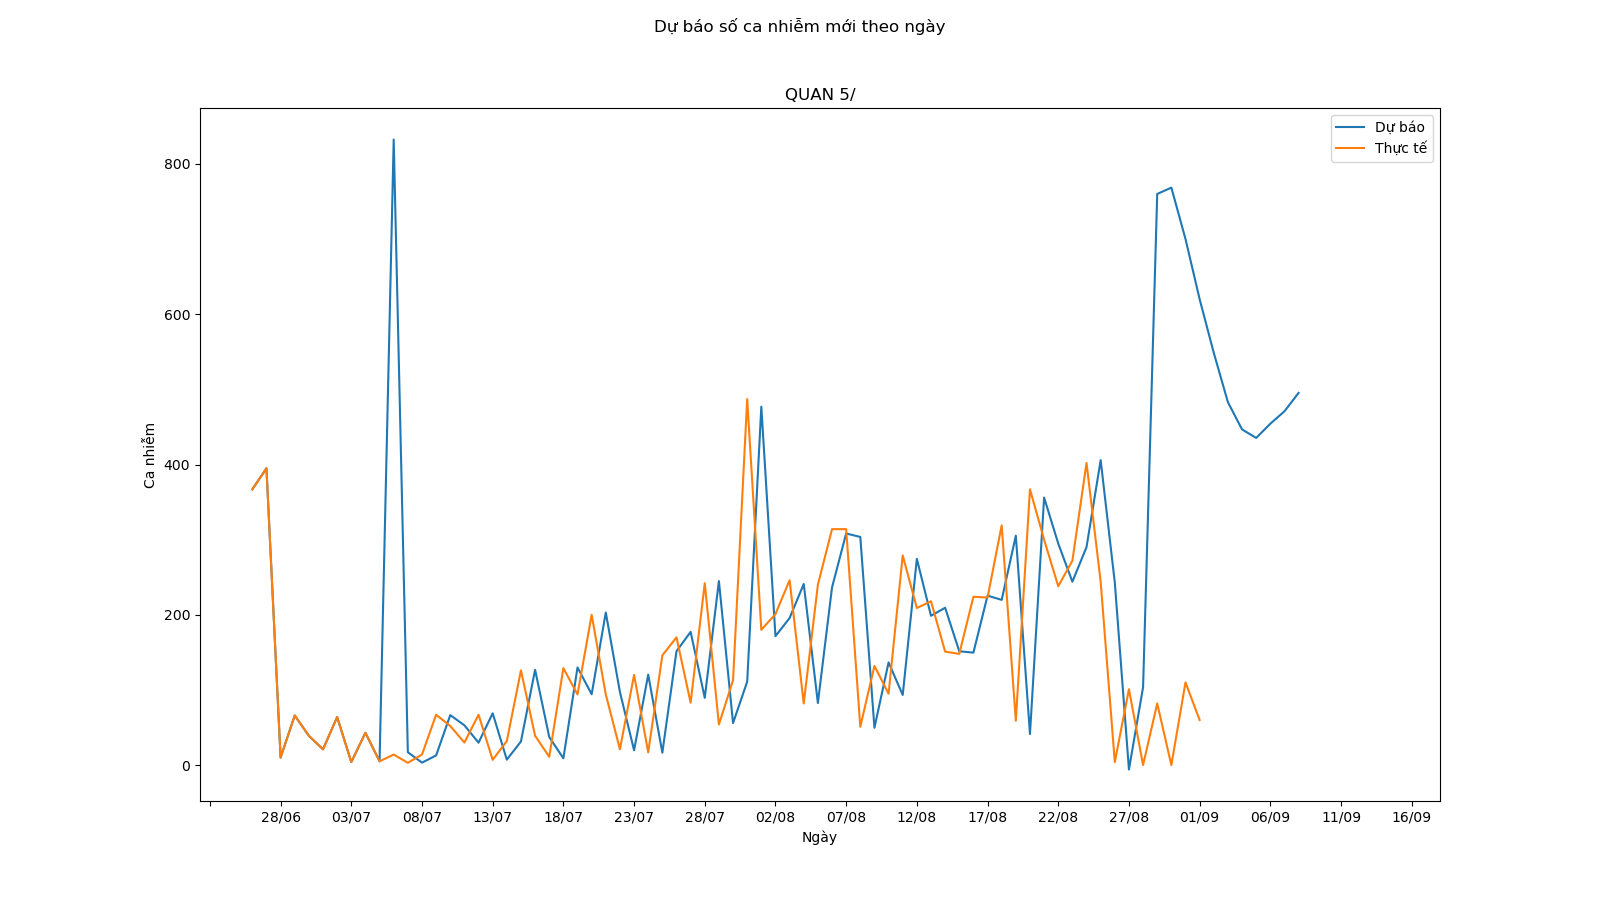 Dự báo số ca nhiễm mới theo ngày
QUAN 5/
Dự báo
Thực tế
800
600
400
200
0
Ca nhiễm
28/06 03/07 08/07 13/07 18/07 23/07 28/07 02/08 07/08 12/08 17/08 22/08 27/08 01/09 06/09 11/09 16/09
Ngày